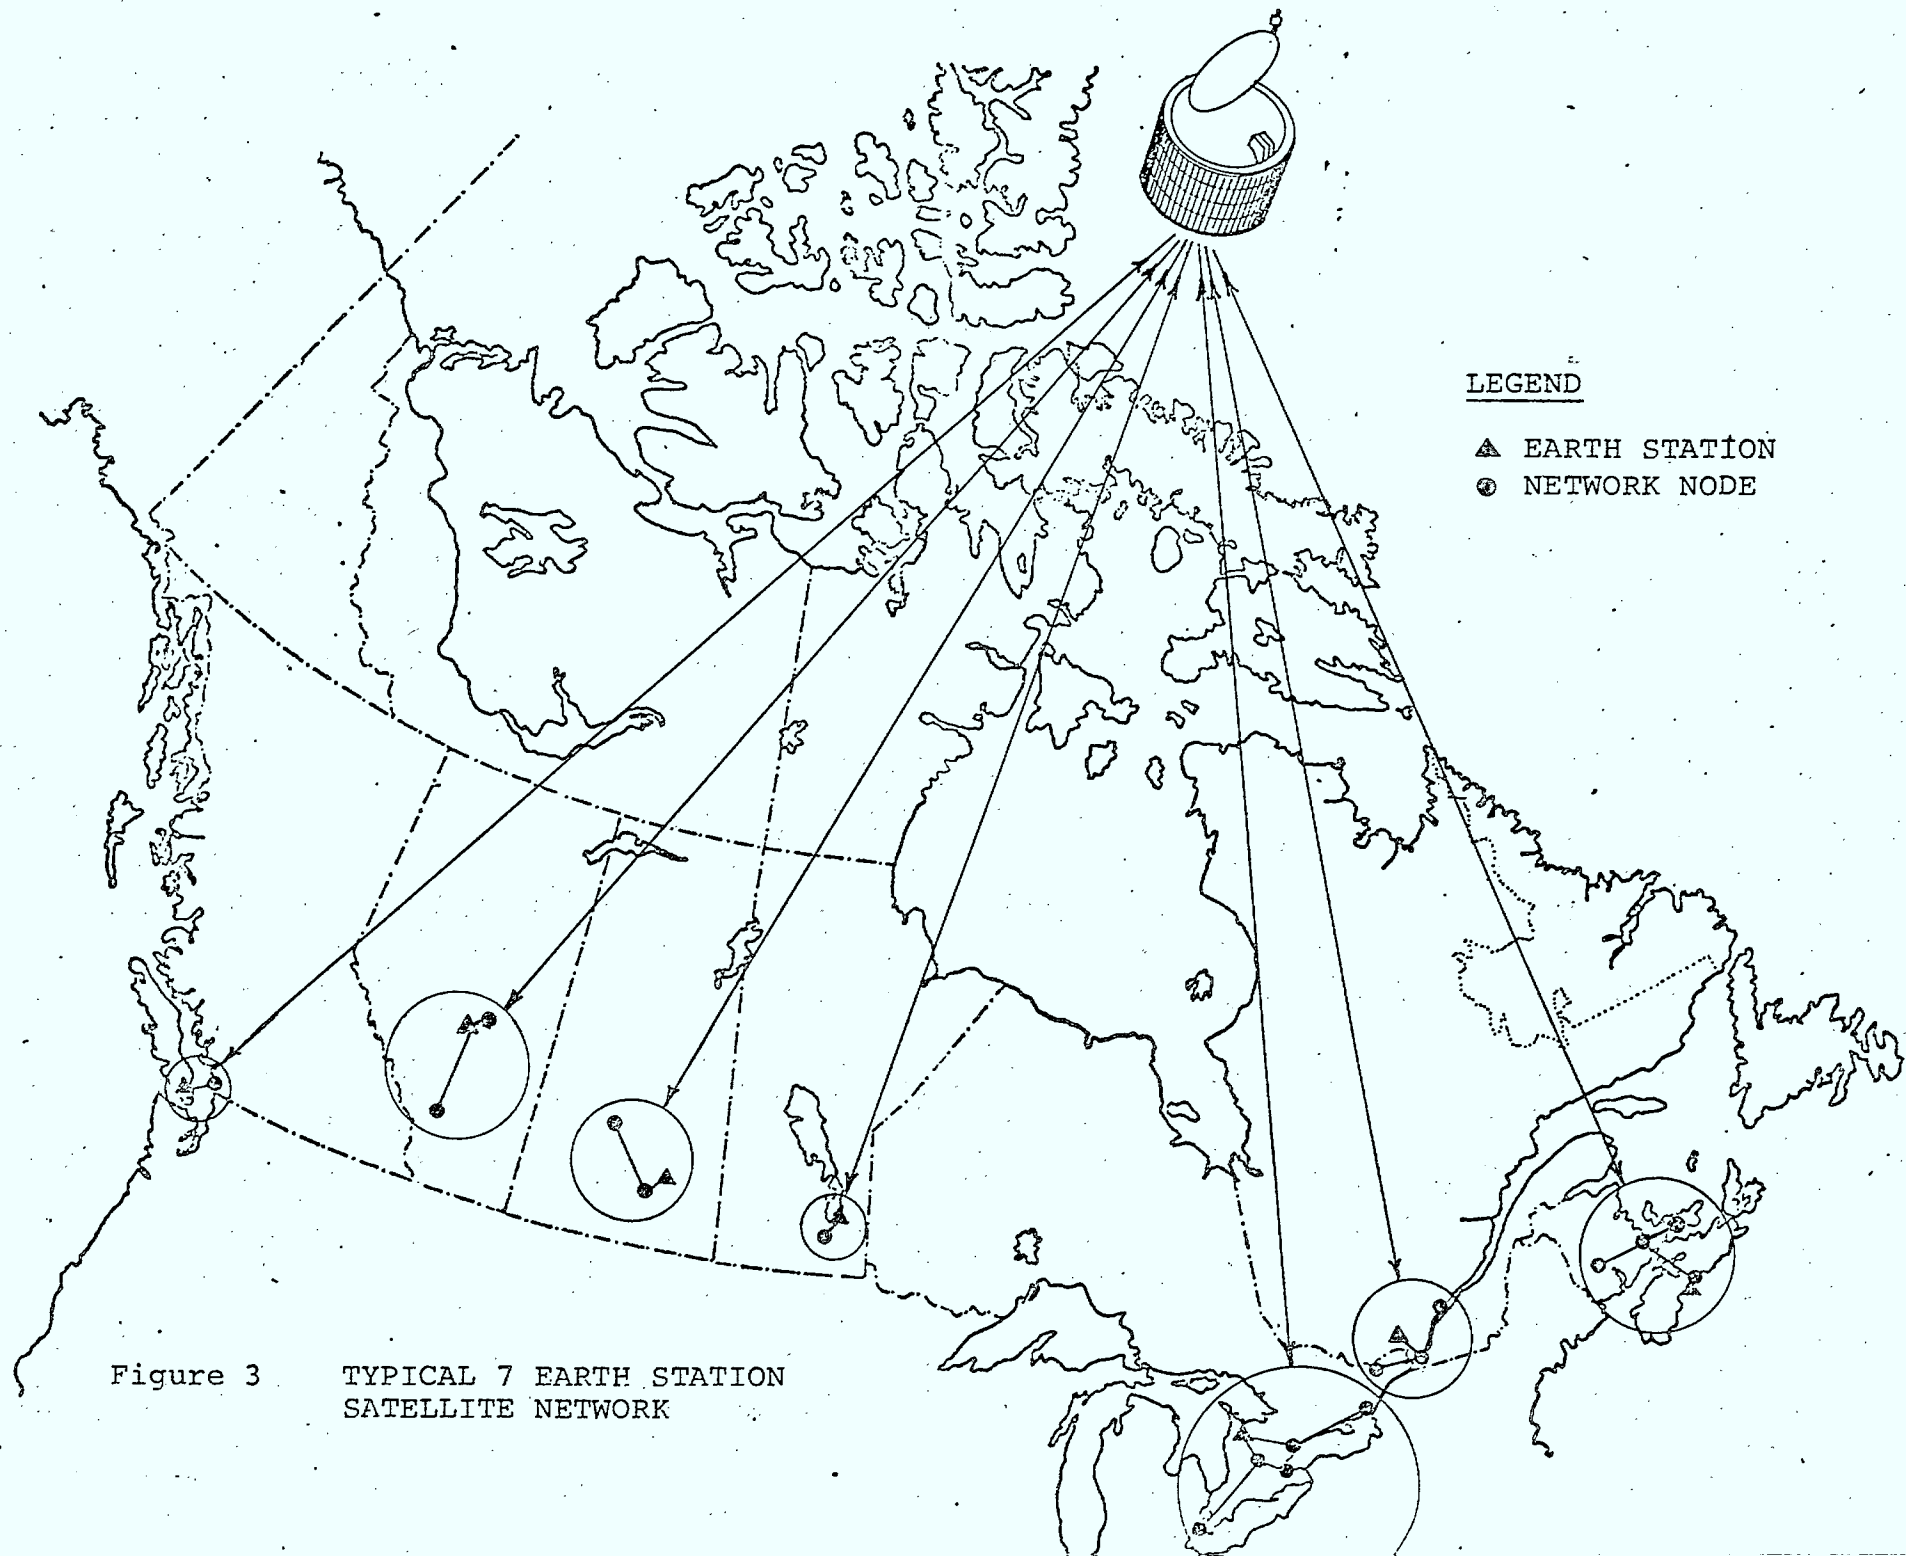 LEGEND
EARTH STATION
NETWORK NODE
Figure 3 TYPICAL 7 EARTH STATION
SATELLITE NETWORK